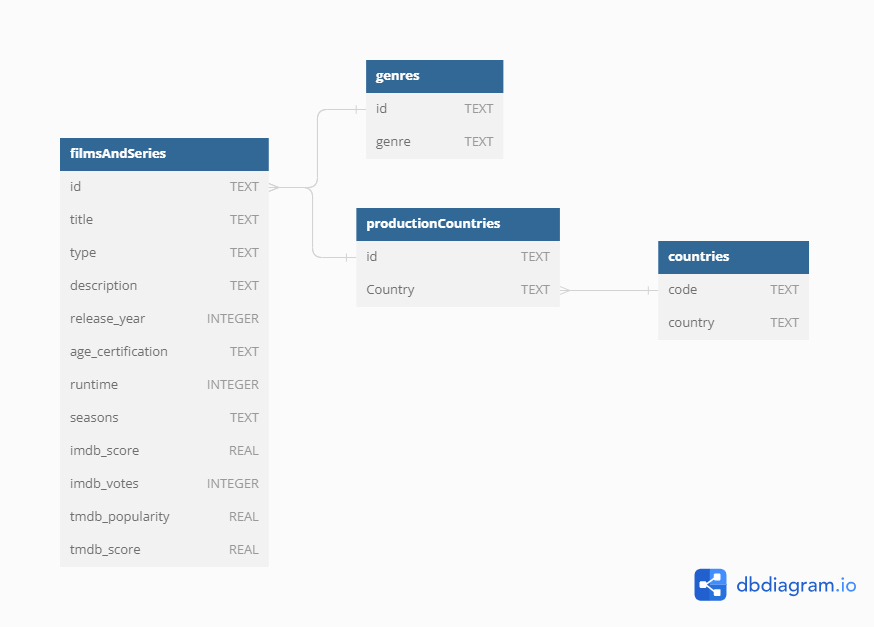 genres
id TEXT
genre TEXT
filmsAndSeries
id TEXT
title TEXT
type TEXT
description TEXT
release_year INTEGER
age_certification TEXT
runtime INTEGER
seasons TEXT
imdb_score REAL
imdb_votes INTEGER
tmdb_popularity REAL
tmdb_score REAL
productionCountries
id TEXT
Country TEXT
countries
code TEXT
country TEXT
dbdiagram.io